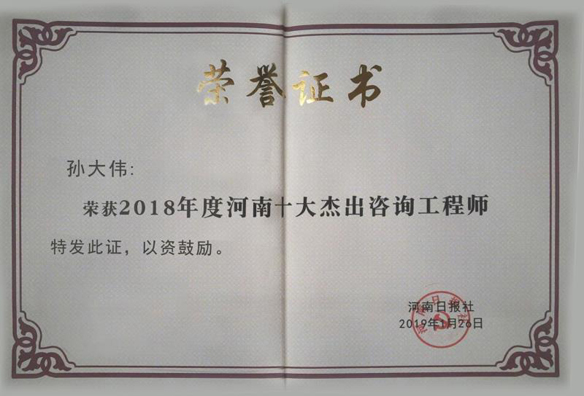 荣誉证书
孙大伟:
荣获2018年度河南十大杰出咨询工程师
特发此证，以资鼓励。
河南日报社
2019年1月26日